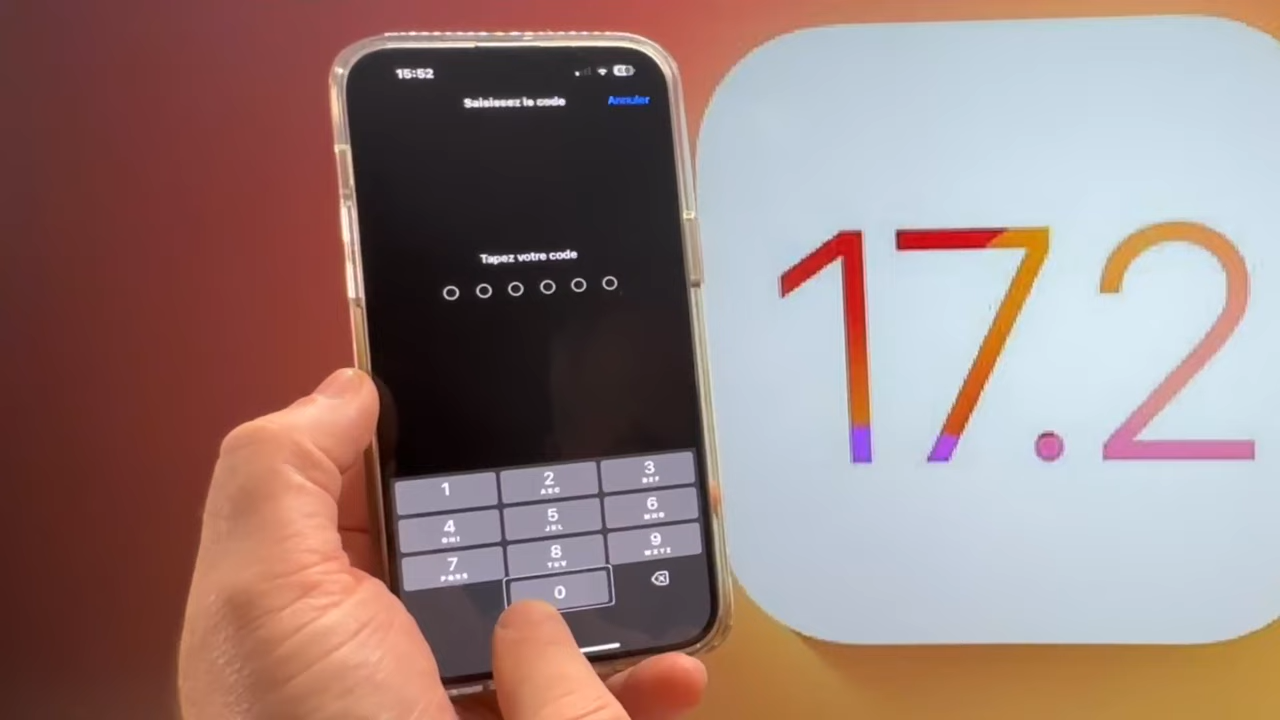 15:52
Saisissez le code
Annuler
Tapez votre code
1
2
ABC
3
DEF
4
GHI
5
JKL
6
MNO
7
PQRS
8
TUV
9
WXYZ
0
17.2